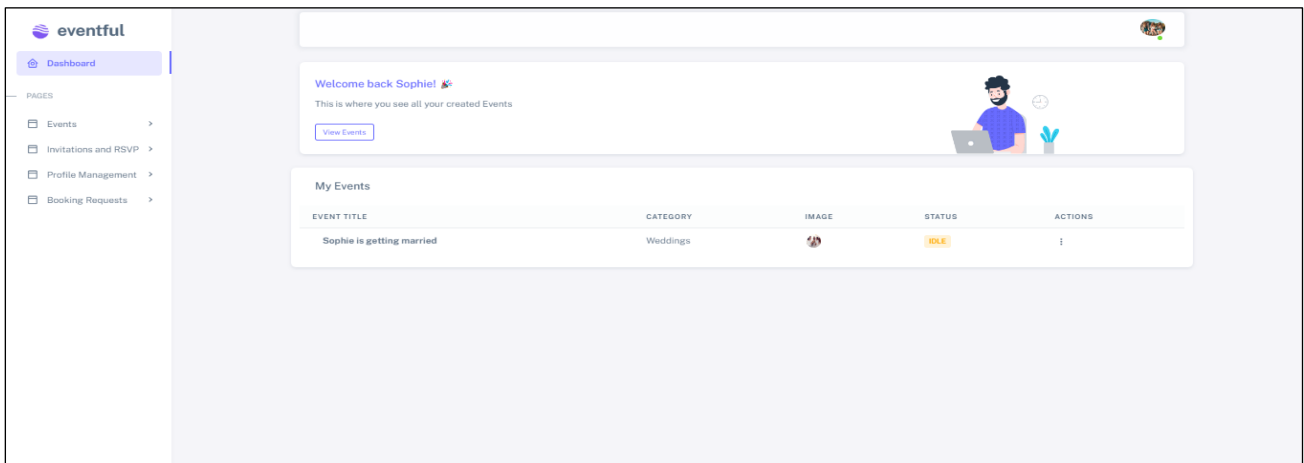 eventful
Dashboard
PAGES
Events
Invitations and RSVP
Profile Management
Booking Requests
Welcome back Sophie! 🎉
This is where you see all your created Events
View Events
My Events
EVENT TITLE CATEGORY IMAGE STATUS ACTIONS
Sophie is getting married Weddings IDLE